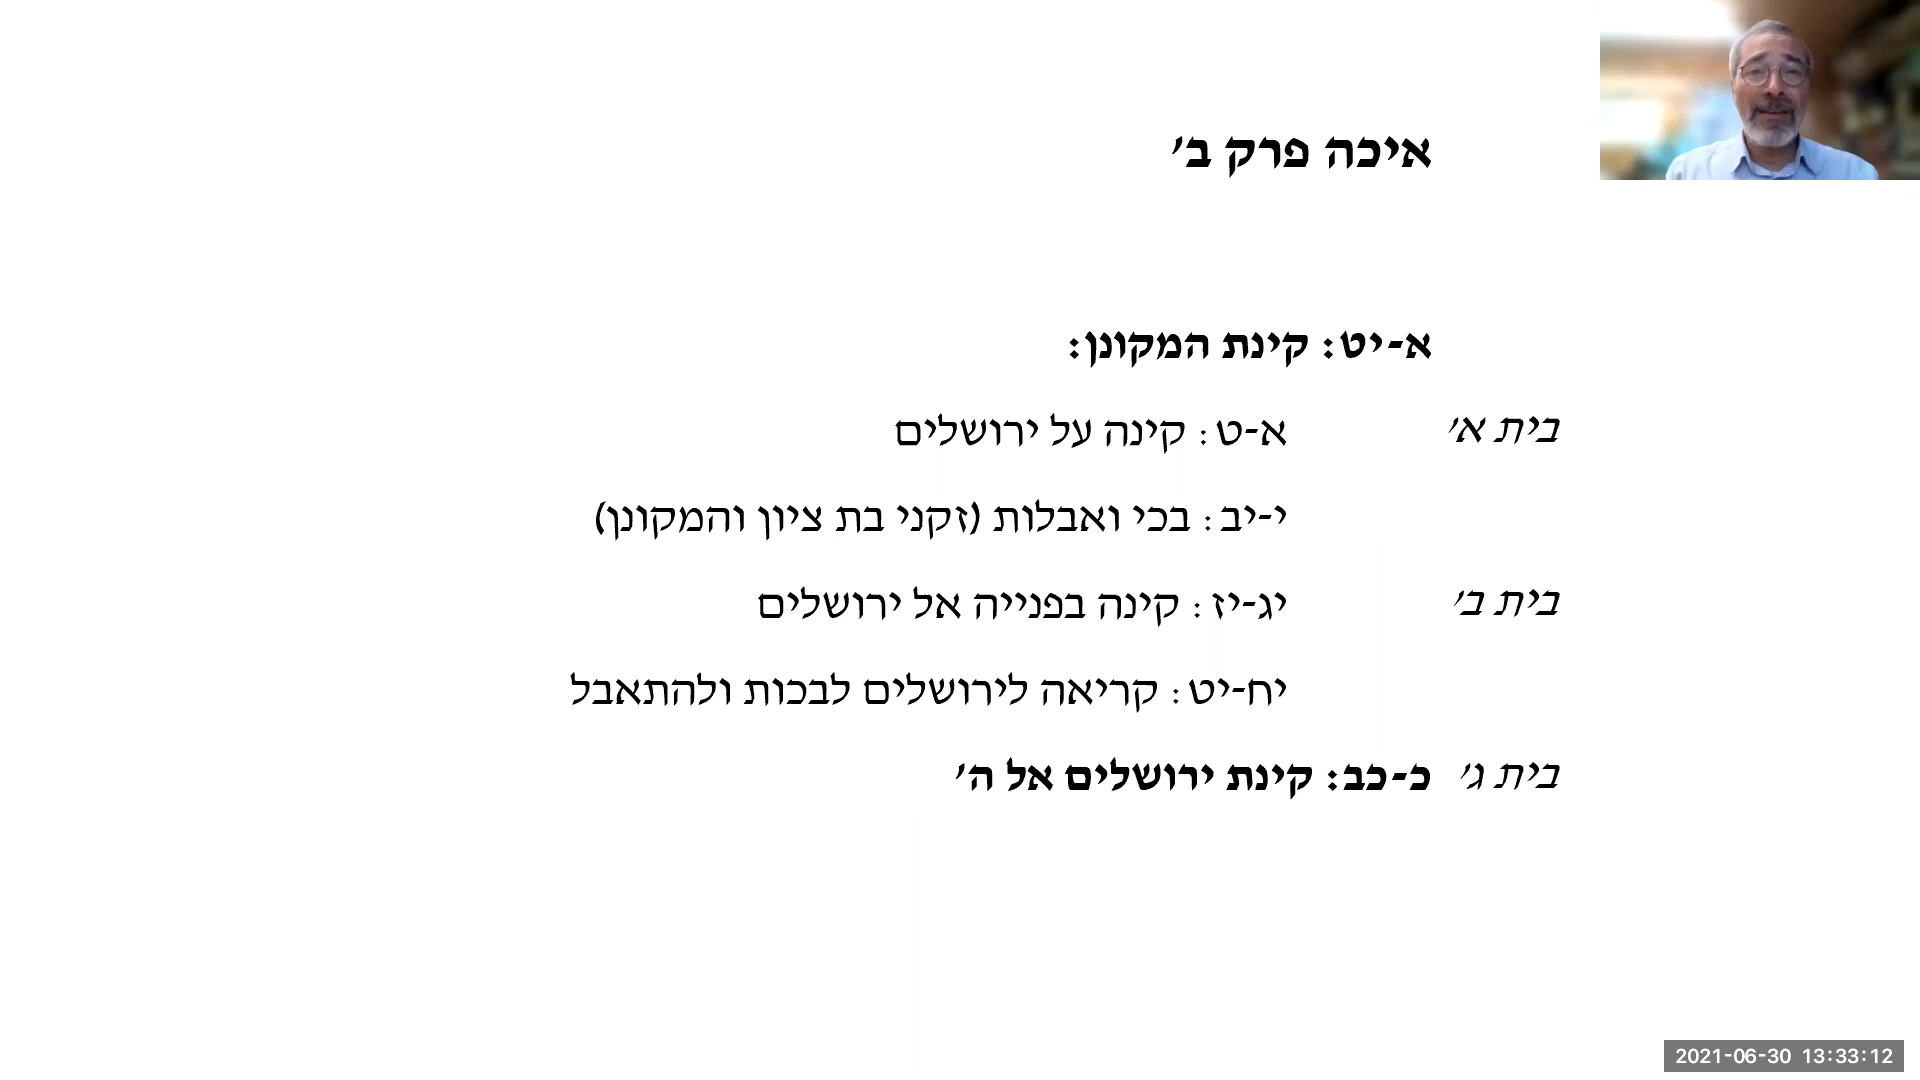 איכה פרק ב'
א-יט: קינת המקונן:
בית א' א-ט: קינה על ירושלים
י-יב: בכי ואבלות (זקני בת ציון והמקונן)
בית ב' יג-יז: קינה בפנייה אל ירושלים
יח-יט: קריאה לירושלים לבכות ולהתאבל
בית ג' כ-כב: קינת ירושלים אל ה'
2021-06-30 13:33:12